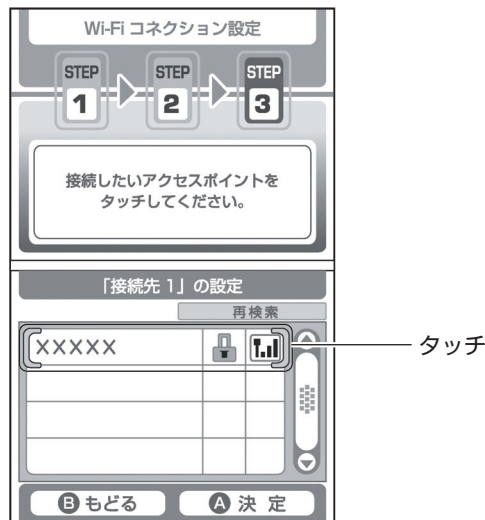 Wi-Fi コネクション設定
STEP STEP STEP
1 2 3
接続したいアクセスポイントを
タッチしてください。
「接続先 1」の設定
再検索
XXXXX
タッチ
B もどる A 決 定